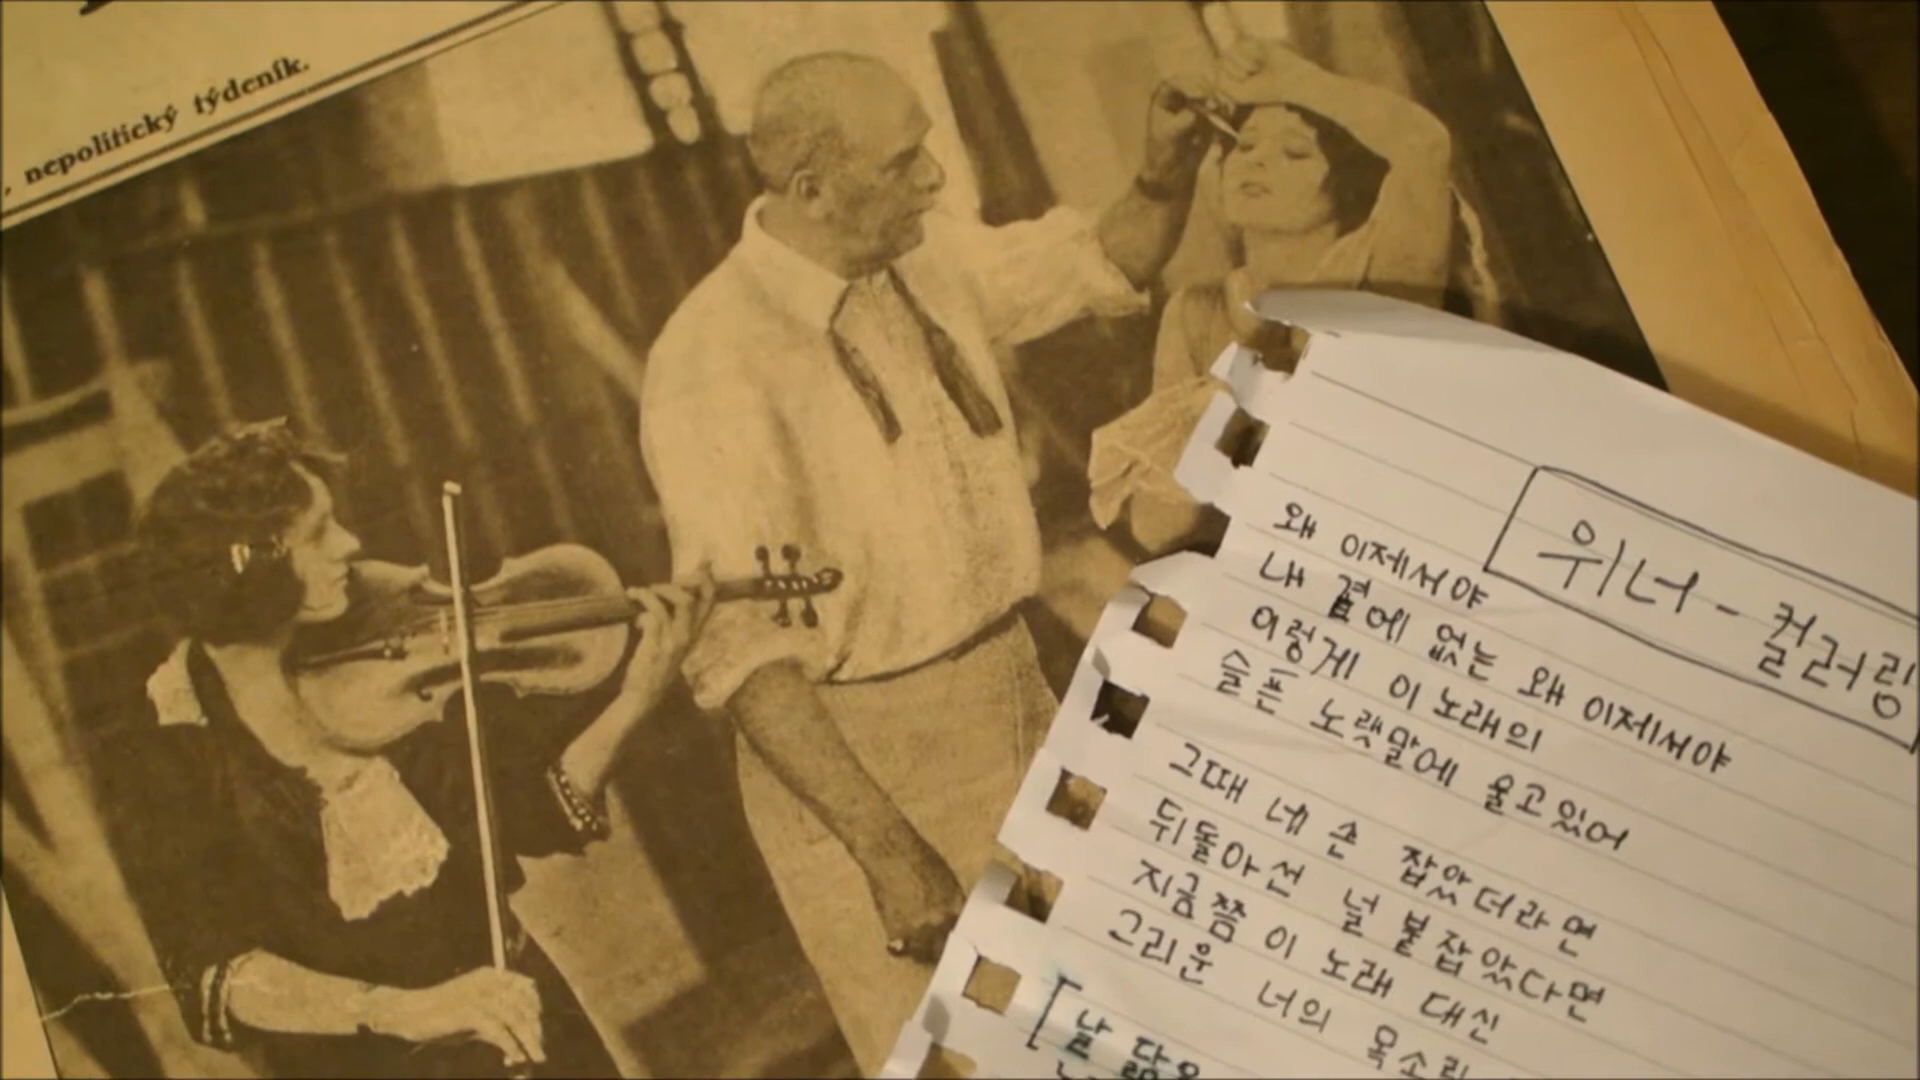 , nepolitický týdeník.
위너 - 컬러링
왜 이제서야
내 곁에 없는 왜 이제서야
이렇게 이 노래의
슬픈 노랫말에 울고있어
그때 네 손 잡았더라면
뒤돌아선 널 붙잡았다면
지금쯤 이 노래 대신
그리운 너의 목소리
[ 날 닮은